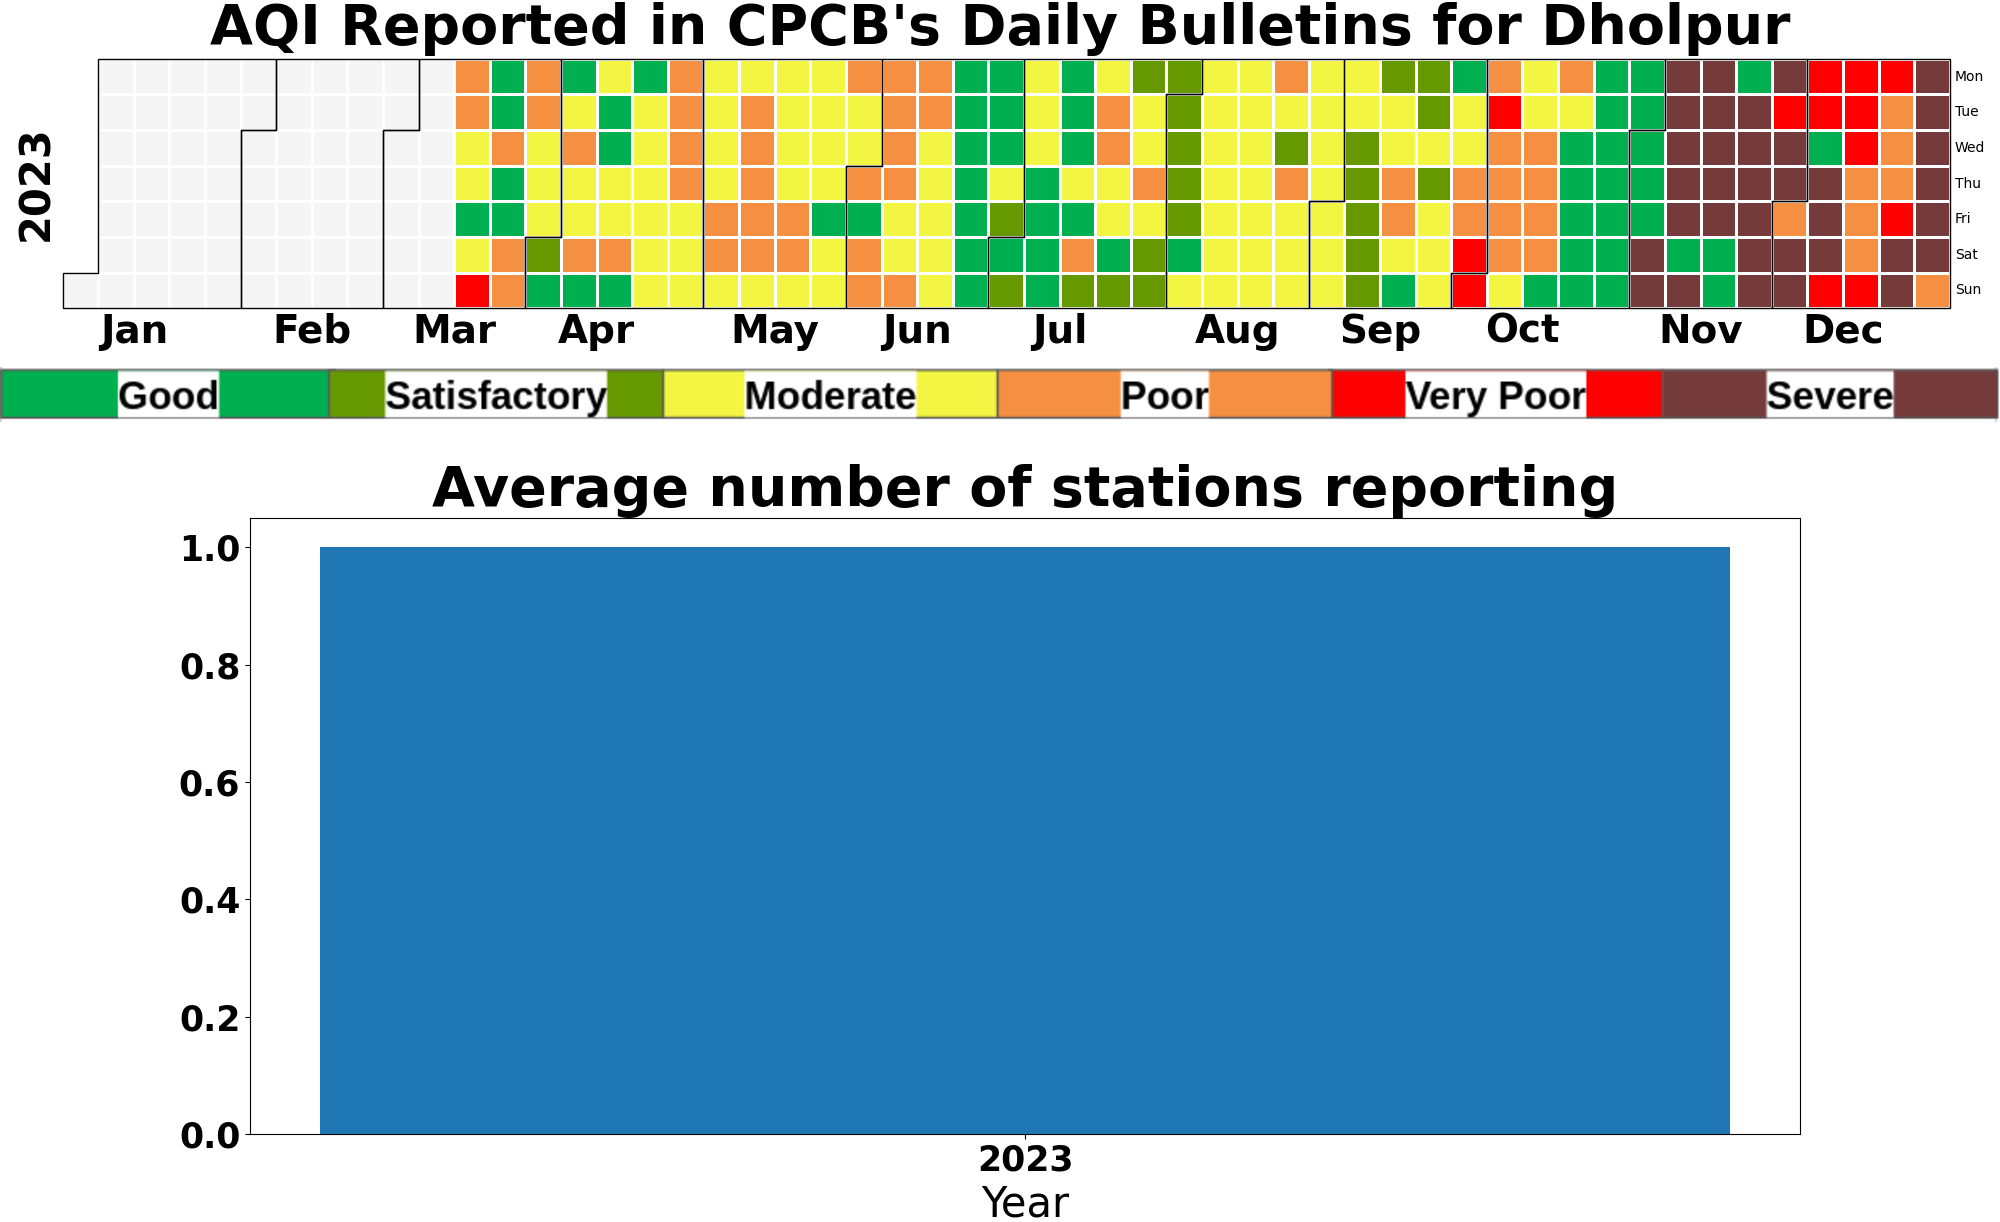 AQI Reported in CPCB's Daily Bulletins for Dholpur
2023
Mon
Tue
Wed
Thu
Fri
Sat
Sun
Jan Feb Mar Apr May Jun Jul Aug Sep Oct Nov Dec
Good Satisfactory Moderate Poor Very Poor Severe
Average number of stations reporting
1.0
0.8
0.6
0.4
0.2
0.0
2023
Year